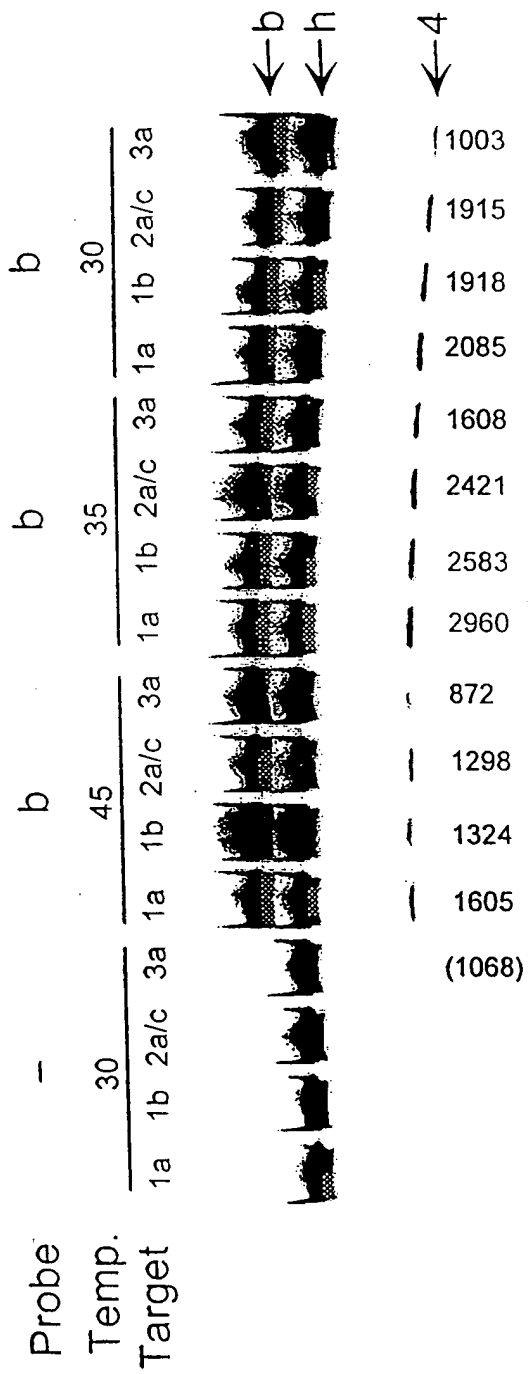 Probe – b b b
Temp. 30 45 35 30
Target 1a 1b 2a/c 3a 1a 1b 2a/c 3a 1a 1b 2a/c 3a 1a 1b 2a/c 3a
←b
←h
←4
(1068) 1605 1324 1298 872 2960 2583 2421 1608 2085 1918 1915 1003